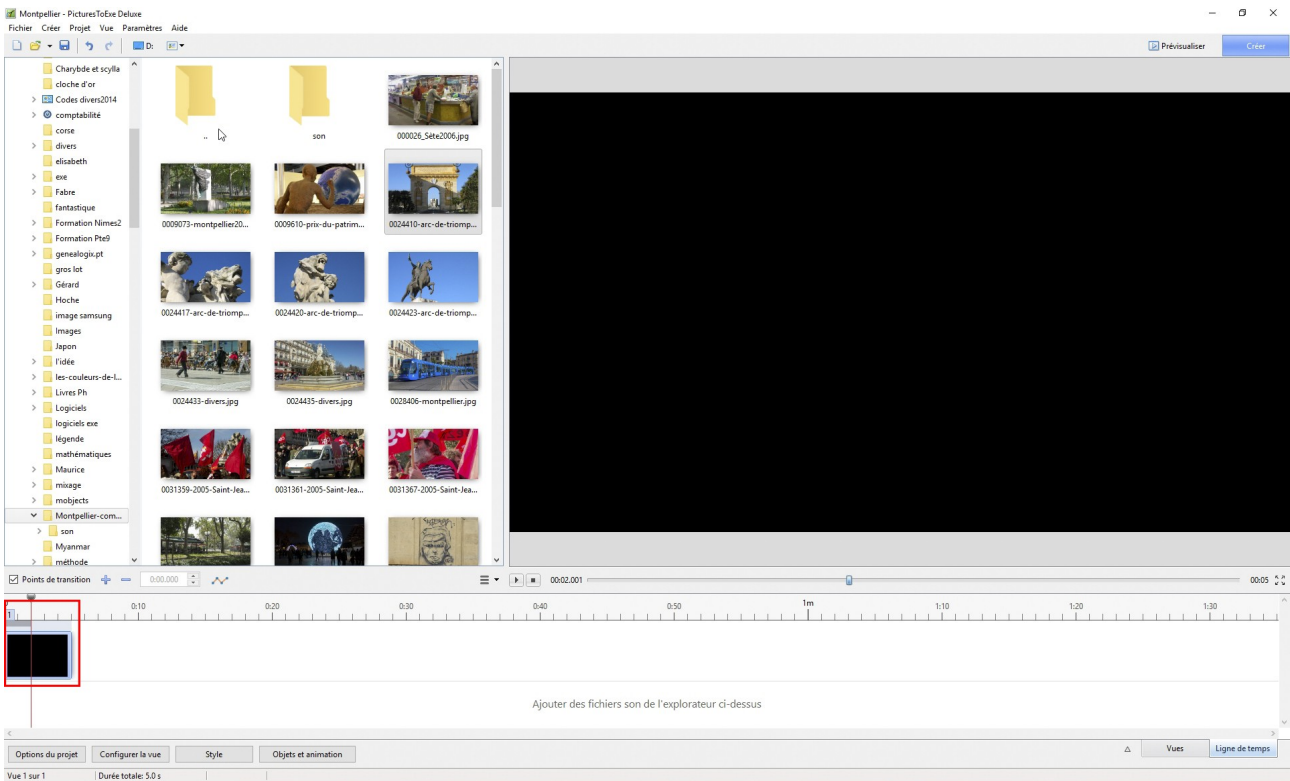 Montpellier - PicturesToExe Deluxe
Fichier Créer Projet Vue Paramètres Aide
D: Prévisualiser Créer
Charybde et scylla
cloche d'or
Codes divers2014
comptabilité
corse
divers
elisabeth
exe
Fabre
fantastique
Formation Nimes2
Formation Pte9
genealogix.pt
gros lot
Gérard
Hoche
image samsung
Images
Japon
l'idée
les-couleurs-de-l...
Livres Ph
Logiciels
logiciels exe
légende
mathématiques
Maurice
mixage
mobjects
Montpellier-com...
son
Myanmar
méthode
.. son 000026_Séte2006.jpg
0009073-montpellier20... 0009610-prix-du-patrim... 0024410-arc-de-triomp...
0024417-arc-de-triomp... 0024420-arc-de-triomp... 0024423-arc-de-triomp...
0024433-divers.jpg 0024435-divers.jpg 0028406-montpellier.jpg
0031359-2005-Saint-Jea... 0031361-2005-Saint-Jea... 0031367-2005-Saint-Jea...
Points de transition 0:00.000 00:02.001 00:05
0:10 0:20 0:30 0:40 0:50 1m 1:10 1:20 1:30
1
Ajouter des fichiers son de l'explorateur ci-dessus
Options du projet Configurer la vue Style Objets et animation Vues Ligne de temps
Vue 1 sur 1 Durée totale: 5.0 s